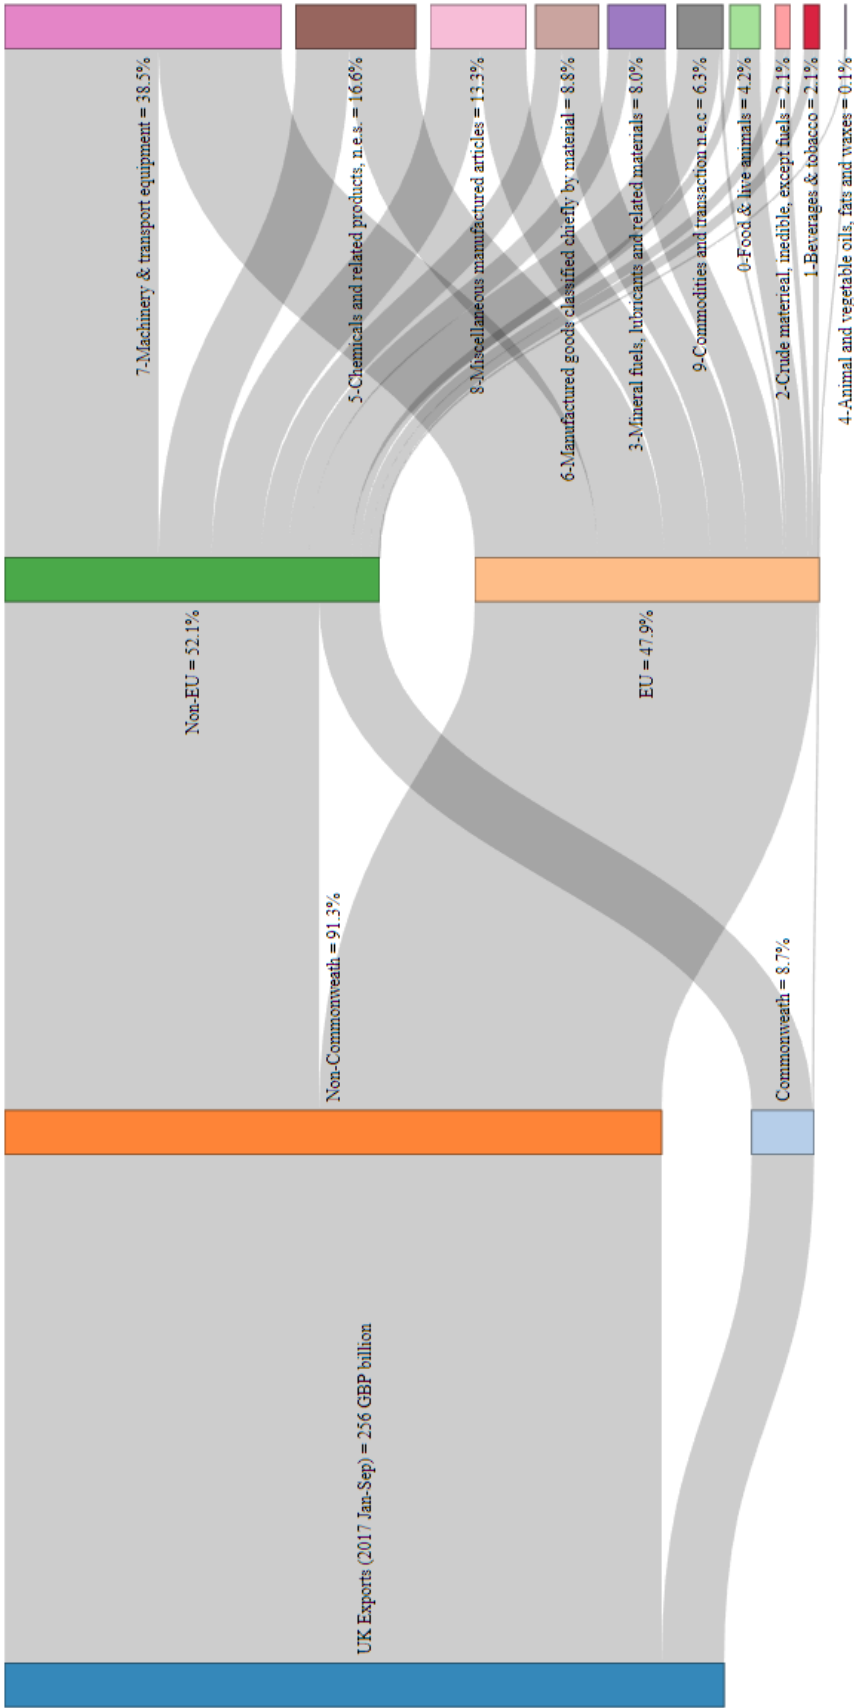 UK Exports (2017 Jan-Sep) = 256 GBP billion
Non-Commonweath = 91.3%
Commonweath = 8.7%
Non-EU = 52.1%
EU = 47.9%
7-Machinery & transport equipment = 38.5%
5-Chemicals and related products, n.e.s. = 16.6%
8-Miscellaneous manufactured articles = 13.3%
6-Manufactured goods classified chiefly by material = 8.8%
3-Mineral fuels, lubricants and related materials = 8.0%
9-Commodities and transaction n.e.c = 6.3%
0-Food & live animals = 4.2%
2-Crude materieal, inedible, except fuels = 2.1%
1-Beverages & tobacco = 2.1%
4-Animal and vegetable oils, fats and waxes = 0.1%